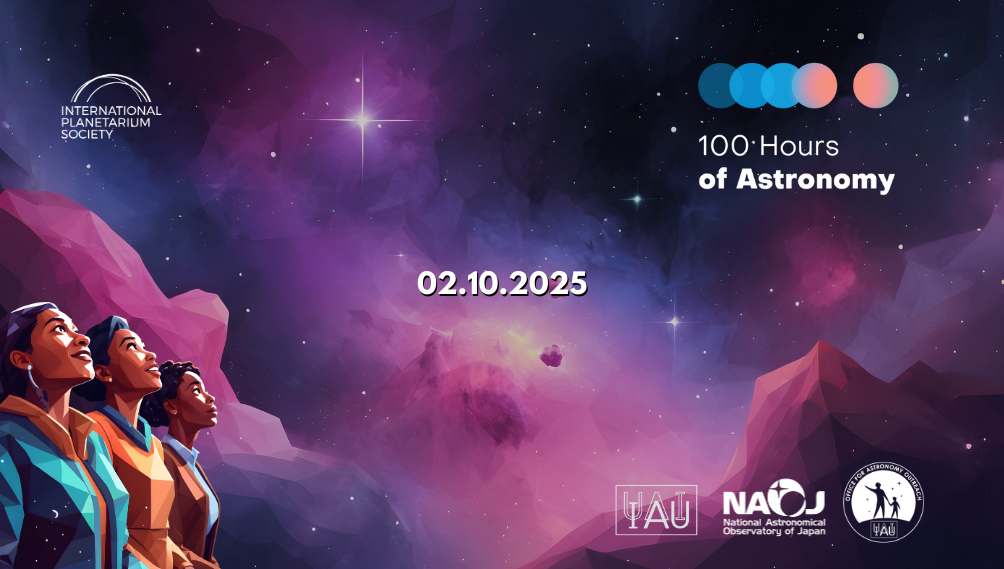 INTERNATIONAL
PLANETARIUM
SOCIETY
100 Hours
of Astronomy
02.10.2025
IAU
NAOJ
National Astronomical
Observatory of Japan
OFFICE FOR ASTRONOMY OUTREACH
IAU